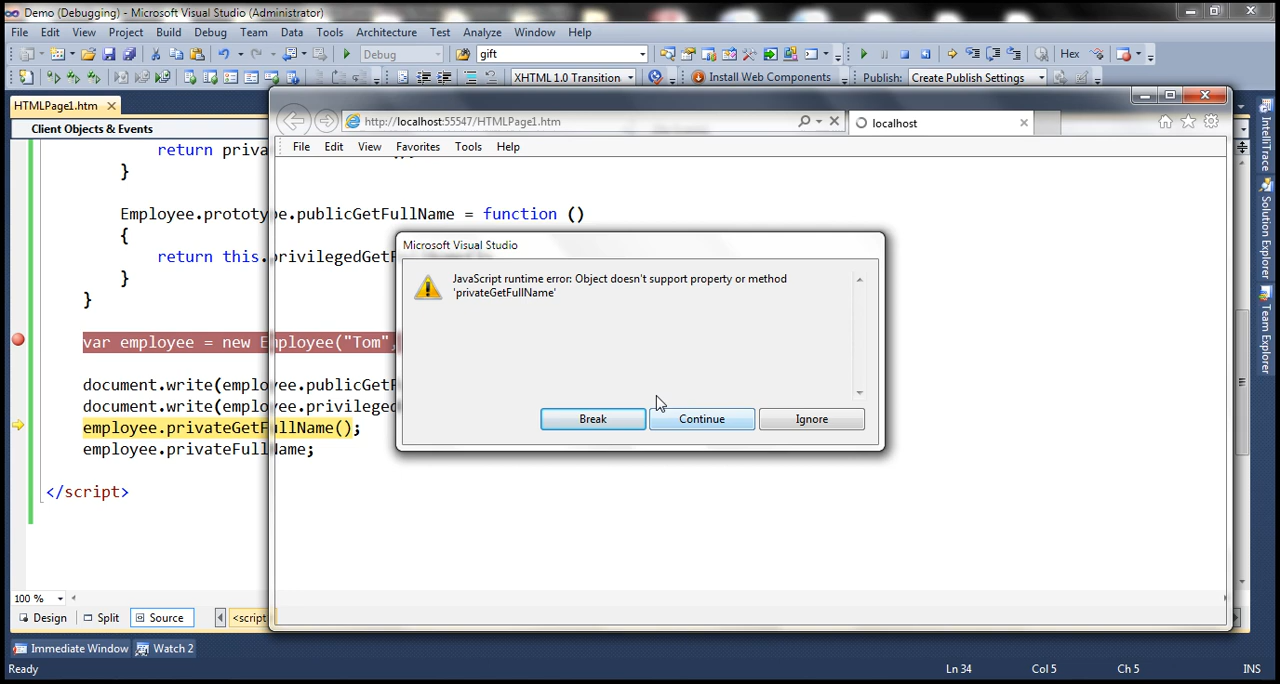 Demo (Debugging) - Microsoft Visual Studio (Administrator)
File Edit View Project Build Debug Team Data Tools Architecture Test Analyze Window Help
Debug gift Hex
XHTML 1.0 Transition Install Web Components Publish: Create Publish Settings
HTMLPage1.htm ×
Client Objects & Events
http://localhost:55547/HTMLPage1.htm
localhost
File Edit View Favorites Tools Help
return priva
}
Employee.prototype.publicGetFullName = function ()
{
return this.privilegedGetF
}
}
var employee = new Employee("Tom",
document.write(employee.publicGetF
document.write(employee.privileged
employee.privateGetFullName();
employee.privateFullName;
</script>
Microsoft Visual Studio
JavaScript runtime error: Object doesn't support property or method
'privateGetFullName'
Break Continue Ignore
IntelliTrace
Solution Explorer
Team Explorer
100 %
Design Split Source <script
Immediate Window Watch 2
Ready Ln 34 Col 5 Ch 5 INS